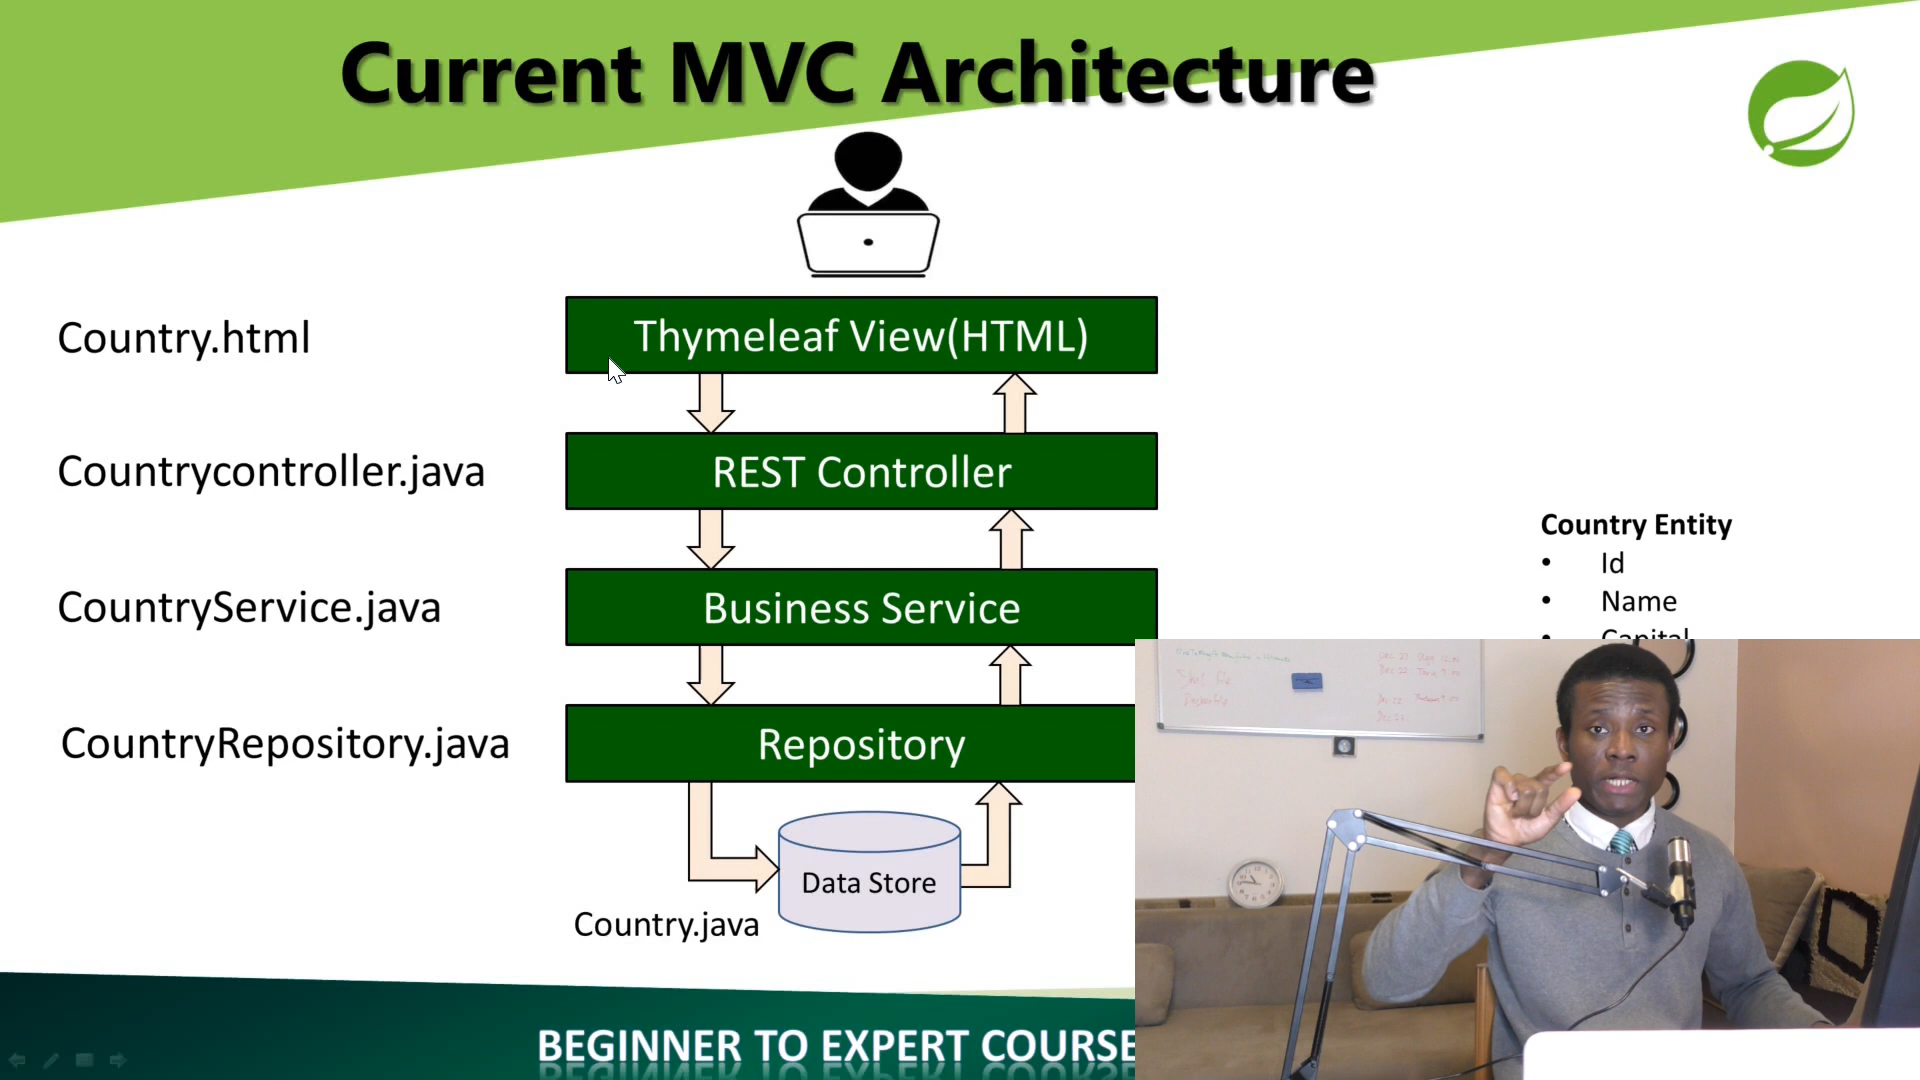 Current MVC Architecture
Country.html
Thymeleaf View(HTML)
Countrycontroller.java
REST Controller
CountryService.java
Business Service
CountryRepository.java
Repository
Data Store
Country.java
Country Entity
• Id
• Name
• Capital
BEGINNER TO EXPERT COURSE